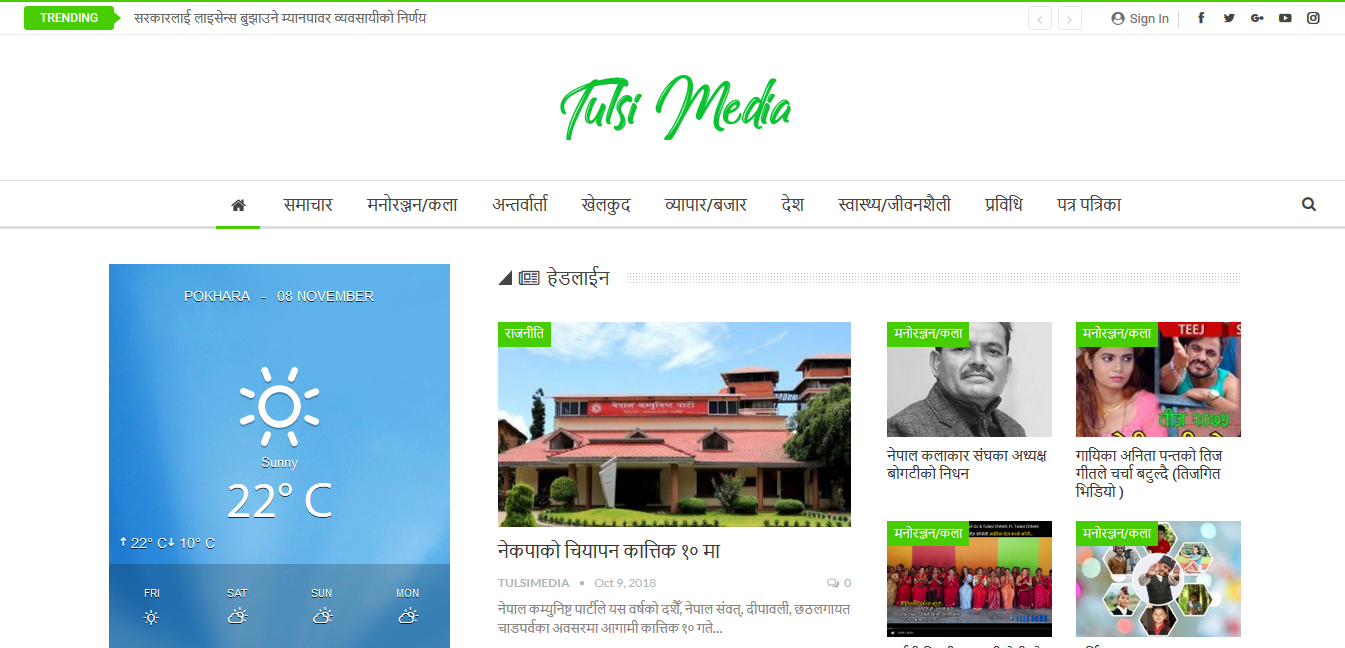 TRENDING सरकारलाई लाइसेन्स बुझाउने म्यानपावर व्यवसायीको निर्णय Sign In
Tulsi Media
समाचार मनोरञ्जन/कला अन्तर्वार्ता खेलकुद व्यापार/बजार देश स्वास्थ्य/जीवनशैली प्रविधि पत्र पत्रिका
POKHARA - 08 NOVEMBER
Sunny
22° C
22° C 10° C
FRI SAT SUN MON
हेडलाईन
राजनीति
नेपाल कम्युनिष्ट पार्टी
नेकपाको चियापन कात्तिक १० मा
TULSIMEDIA • Oct 9, 2018 0
नेपाल कम्युनिष्ट पार्टीले यस वर्षको दशैँ, नेपाल संवत्, दीपावली, छठलगायत
चाडपर्वका अवसरमा आगामी कात्तिक १० गते...
मनोरञ्जन/कला
नेपाल कलाकार संघका अध्यक्ष
बोगटीको निधन
मनोरञ्जन/कला
TEEJ
तीज २०७५
गायिका अनिता पन्तको तिज
गीतले चर्चा बटुल्दै (तिजगित
भिडियो )
मनोरञ्जन/कला
मनोरञ्जन/कला